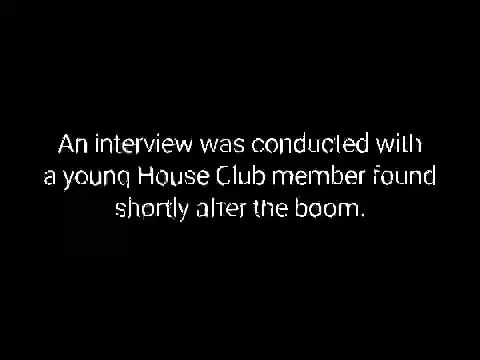 An interview was conducted with
a young House Club member found
shortly after the boom.